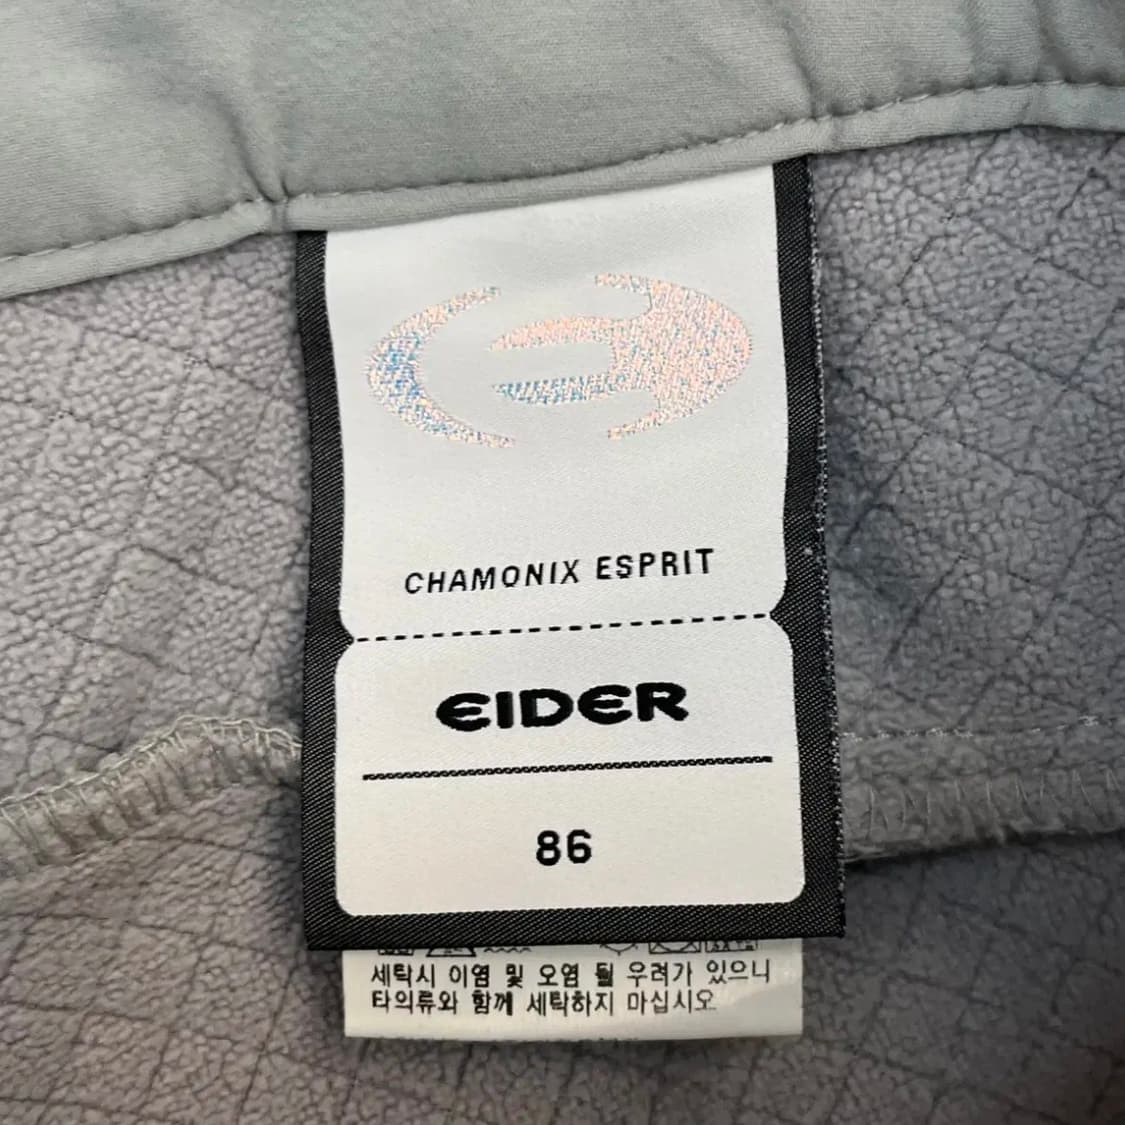 CHAMONIX ESPRIT
EIDER
86
세탁시 이염 및 오염 될 우려가 있으니
타의류와 함께 세탁하지 마십시오